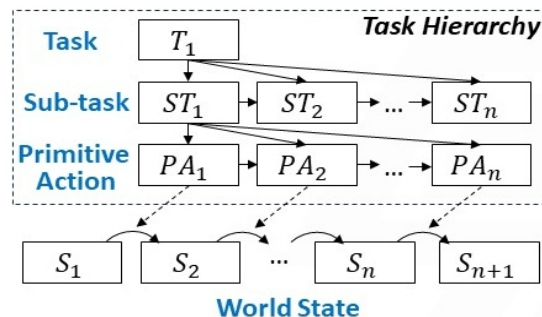 Task Hierarchy
Task T₁
Sub-task ST₁ ST₂ ... STₙ
Primitive
Action PA₁ PA₂ ... PAₙ
S₁ S₂ ... Sₙ Sₙ₊₁
World State